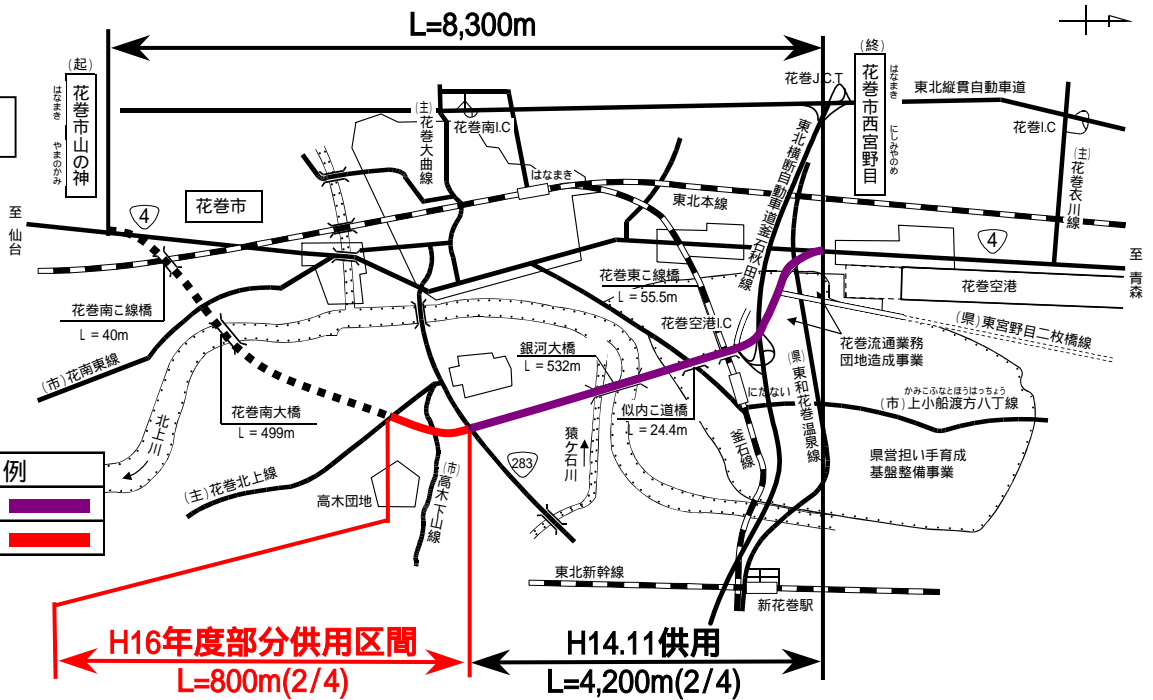 L=8,300m
(起)
花巻市山の神
はなまき やまのかみ
(終)
花巻市西宮野目
はなまき にしみやのめ
花巻J.C.T
東北縦貫自動車道
花巻I.C
(主)花巻衣川線
(主)花巻大曲線
花巻南I.C
東北横断自動車道釜石秋田線
はなまき
東北本線
至仙台
4
花巻市
4
至青森
花巻空港
花巻南こ線橋
L = 40m
花巻東こ線橋
L = 55.5m
花巻空港I.C
(県)東宮野目二枚橋線
花巻流通業務
団地造成事業
銀河大橋
L = 532m
(市)花南東線
花巻南大橋
L = 499m
似内こ道橋
L = 24.4m
にたない
(県)東和花巻温泉線
かみこふなとほうはっちょう
(市)上小船渡方八丁線
北上川
猿ケ石川
283
釜石線
県営担い手育成
基盤整備事業
例
(主)花巻北上線
高木団地
(市)高木下山線
東北新幹線
新花巻駅
H16年度部分供用区間
L=800m(2/4)
H14.11供用
L=4,200m(2/4)